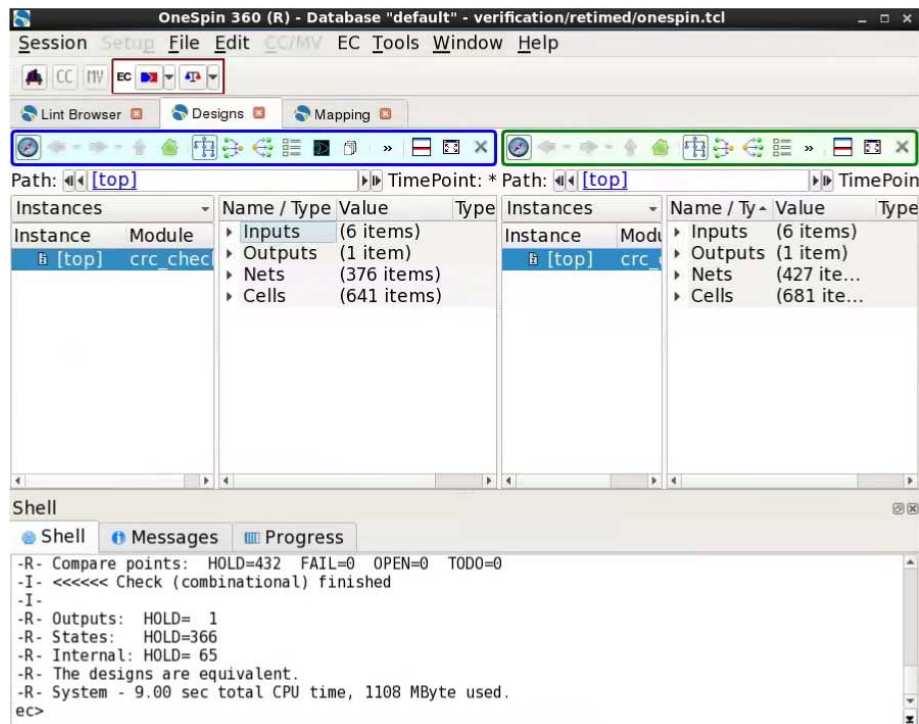 OneSpin 360 (R) - Database "default" - verification/retimed/onespin.tcl
Session Setup File Edit CC/MV EC Tools Window Help
CC MV EC
Lint Browser Designs Mapping
» »
Path: [top] TimePoint: * Path: [top] TimePoin
Instances Name / Type Value Type Instances Name / Ty Value Type
Instance Module Inputs (6 items) Instance Modu Inputs (6 items)
[top] crc_chec Outputs (1 item) [top] crc_ Outputs (1 item)
Nets (376 items) Nets (427 ite...
Cells (641 items) Cells (681 ite...
Shell
Shell Messages Progress
-R- Compare points: HOLD=432 FAIL=0 OPEN=0 TODO=0
-I- <<<<<< Check (combinational) finished
-I-
-R- Outputs: HOLD= 1
-R- States: HOLD=366
-R- Internal: HOLD= 65
-R- The designs are equivalent.
-R- System - 9.00 sec total CPU time, 1108 MByte used.
ec>